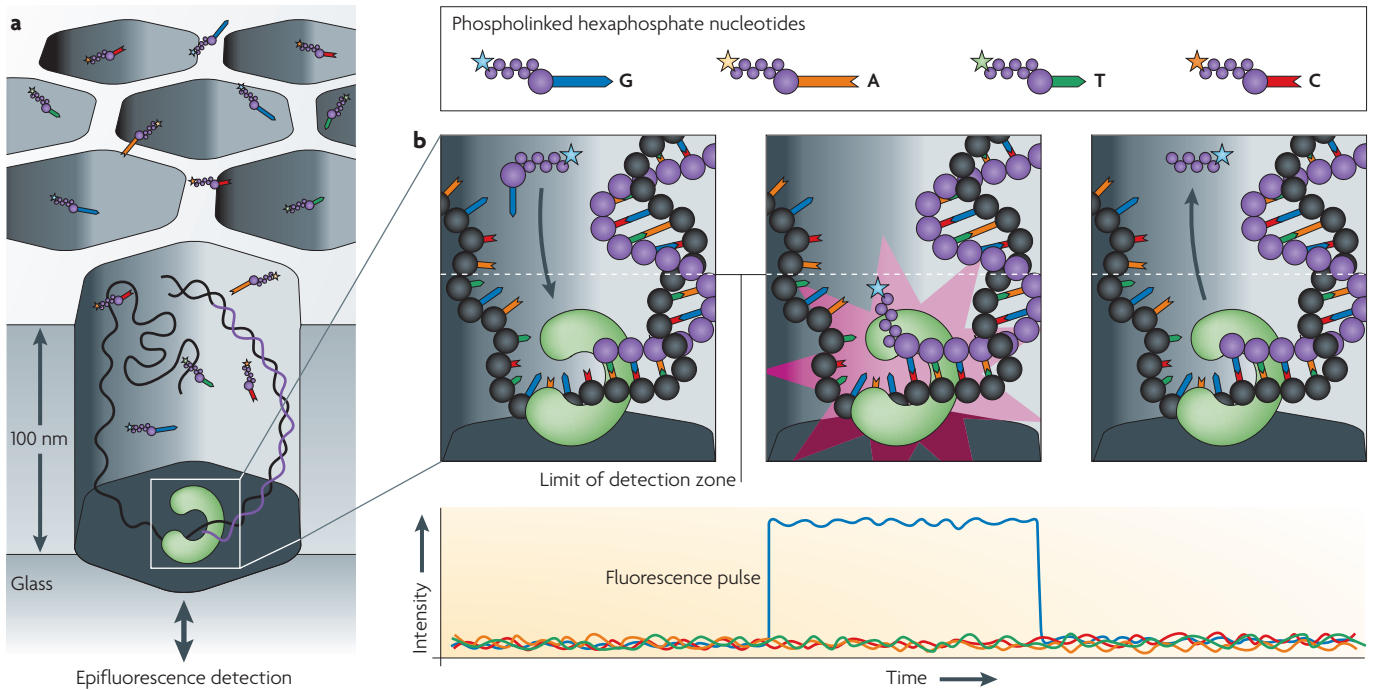 a
Phospholinked hexaphosphate nucleotides
G
A
T
C
b
100 nm
Limit of detection zone
Glass
Fluorescence pulse
Intensity
Epifluorescence detection
Time